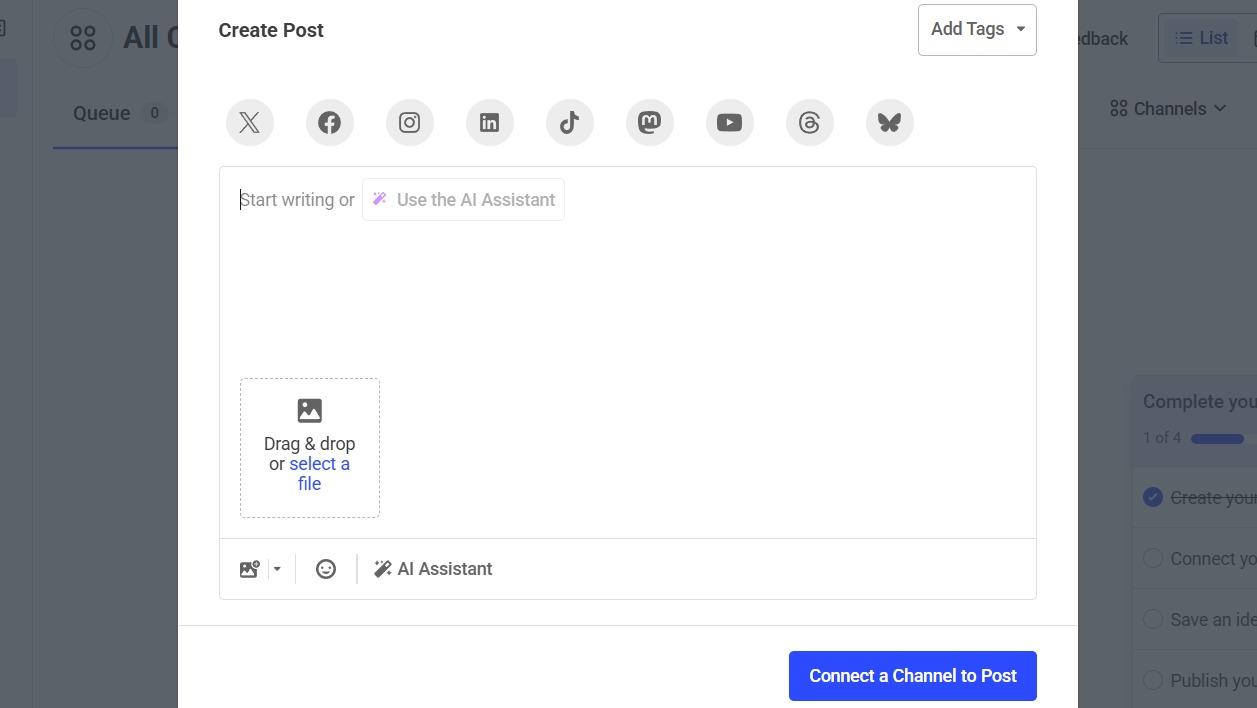 Create Post
Add Tags
All C
edback
List
Queue 0
Channels
Start writing or Use the AI Assistant
Drag & drop
or select a
file
Complete you
1 of 4
Create your
Connect yo
Save an ide
Publish you
AI Assistant
Connect a Channel to Post